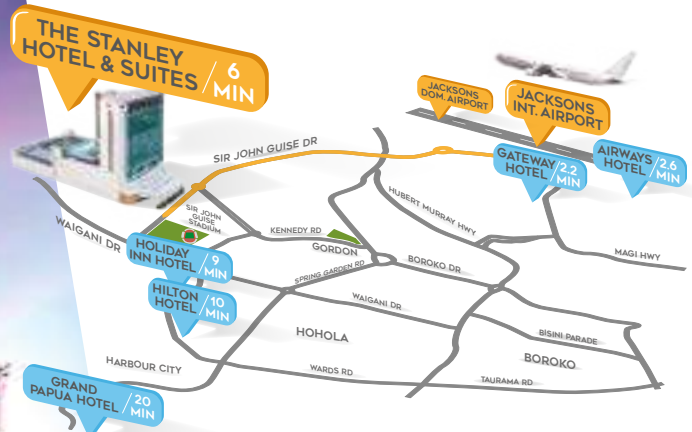 THE STANLEY
HOTEL & SUITES / 6
MIN
JACKSONS
DOM. AIRPORT
JACKSONS
INT. AIRPORT
SIR JOHN GUISE DR
GATEWAY
HOTEL / 2.2
MIN
AIRWAYS
HOTEL / 2.6
MIN
SIR JOHN
GUISE
STADIUM
HUBERT MURRAY HWY
WAIGANI DR
KENNEDY RD
GORDON
MAGI HWY
HOLIDAY
INN HOTEL / 9
MIN
SPRING GARDEN RD
BOROKO DR
HILTON
HOTEL / 10
MIN
WAIGANI DR
HOHOLA
BISINI PARADE
BOROKO
HARBOUR CITY
WARDS RD
TAURAMA RD
GRAND
PAPUA HOTEL / 20
MIN